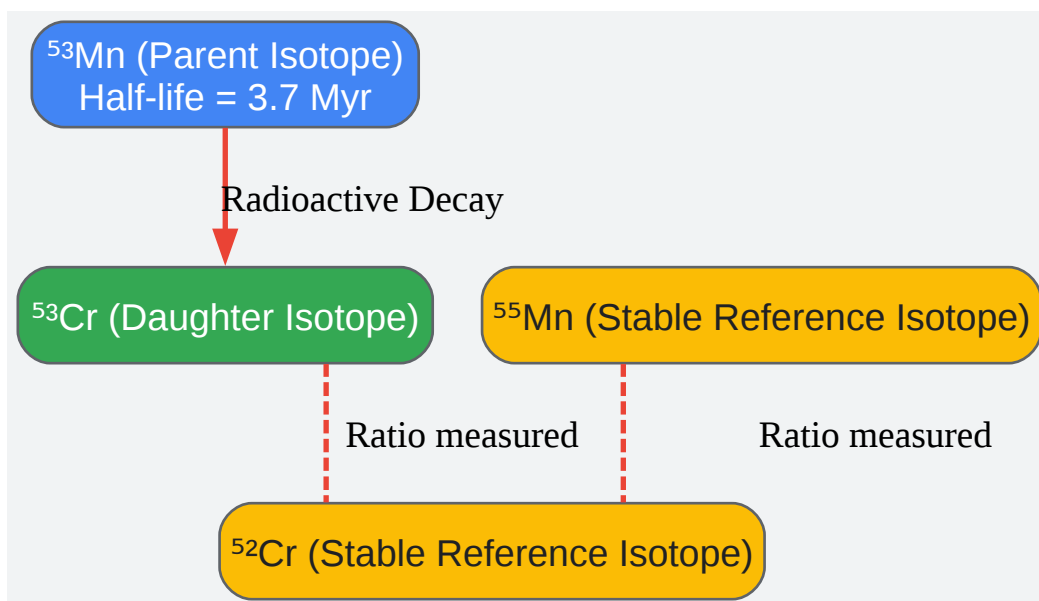 ⁵³Mn (Parent Isotope)
Half-life = 3.7 Myr
Radioactive Decay
⁵³Cr (Daughter Isotope)
⁵⁵Mn (Stable Reference Isotope)
Ratio measured
Ratio measured
⁵²Cr (Stable Reference Isotope)